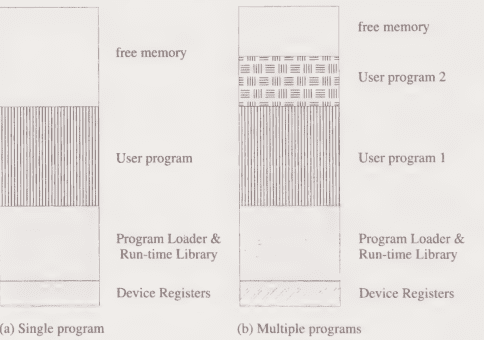 free memory
User program
Program Loader &
Run-time Library
Device Registers
(a) Single program
free memory
User program 2
User program 1
Program Loader &
Run-time Library
Device Registers
(b) Multiple programs